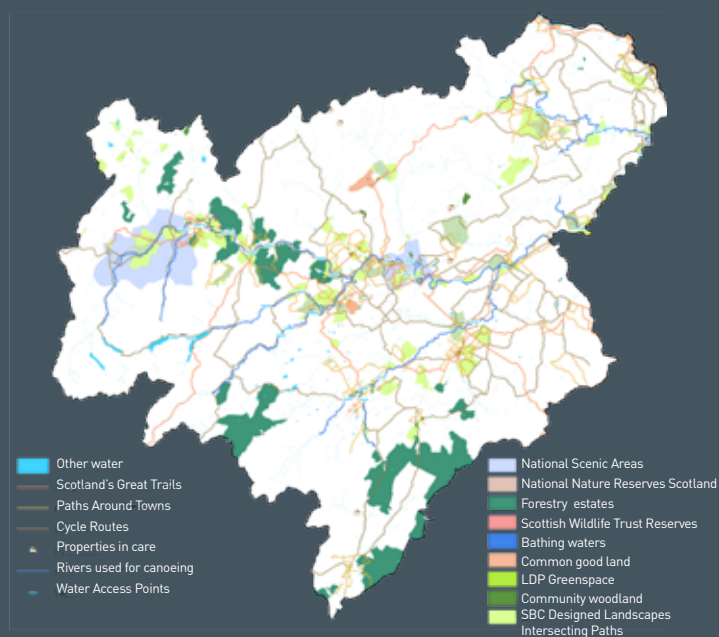 Other water
Scotland's Great Trails
Paths Around Towns
Cycle Routes
Properties in care
Rivers used for canoeing
Water Access Points
National Scenic Areas
National Nature Reserves Scotland
Forestry estates
Scottish Wildlife Trust Reserves
Bathing waters
Common good land
LDP Greenspace
Community woodland
SBC Designed Landscapes
Intersecting Paths